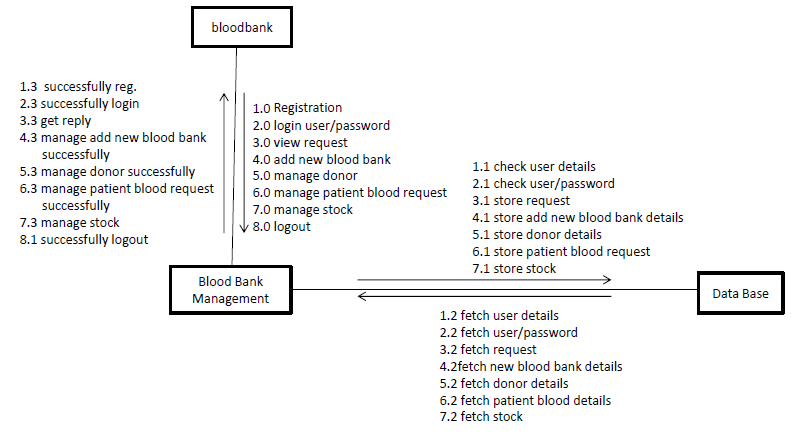 bloodbank
1.3 successfully reg.
2.3 successfully login
3.3 get reply
4.3 manage add new blood bank
successfully
5.3 manage donor successfully
6.3 manage patient blood request
successfully
7.3 manage stock
8.1 successfully logout
1.0 Registration
2.0 login user/password
3.0 view request
4.0 add new blood bank
5.0 manage donor
6.0 manage patient blood request
7.0 manage stock
8.0 logout
1.1 check user details
2.1 check user/password
3.1 store request
4.1 store add new blood bank details
5.1 store donor details
6.1 store patient blood request
7.1 store stock
Blood Bank
Management
Data Base
1.2 fetch user details
2.2 fetch user/password
3.2 fetch request
4.2fetch new blood bank details
5.2 fetch donor details
6.2 fetch patient blood details
7.2 fetch stock